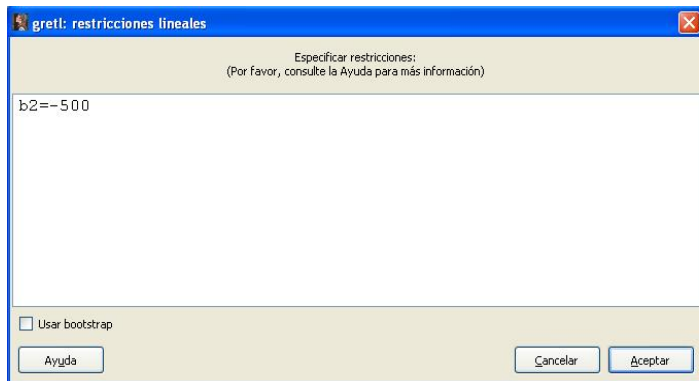 gretl: restricciones lineales
Especificar restricciones:
(Por favor, consulte la Ayuda para más información)
b2=-500
Usar bootstrap
Ayuda
Cancelar
Aceptar